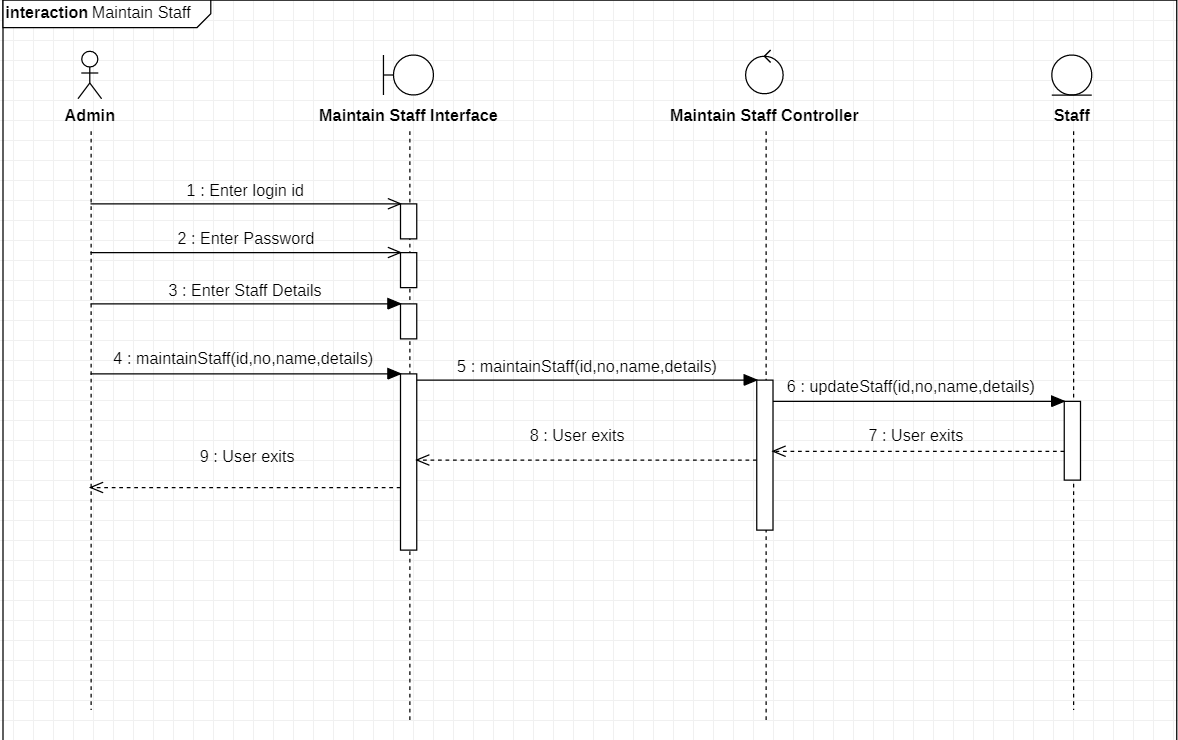 interaction Maintain Staff
Admin
Maintain Staff Interface
Maintain Staff Controller
Staff
1 : Enter login id
2 : Enter Password
3 : Enter Staff Details
4 : maintainStaff(id,no,name,details)
5 : maintainStaff(id,no,name,details)
6 : updateStaff(id,no,name,details)
7 : User exits
8 : User exits
9 : User exits